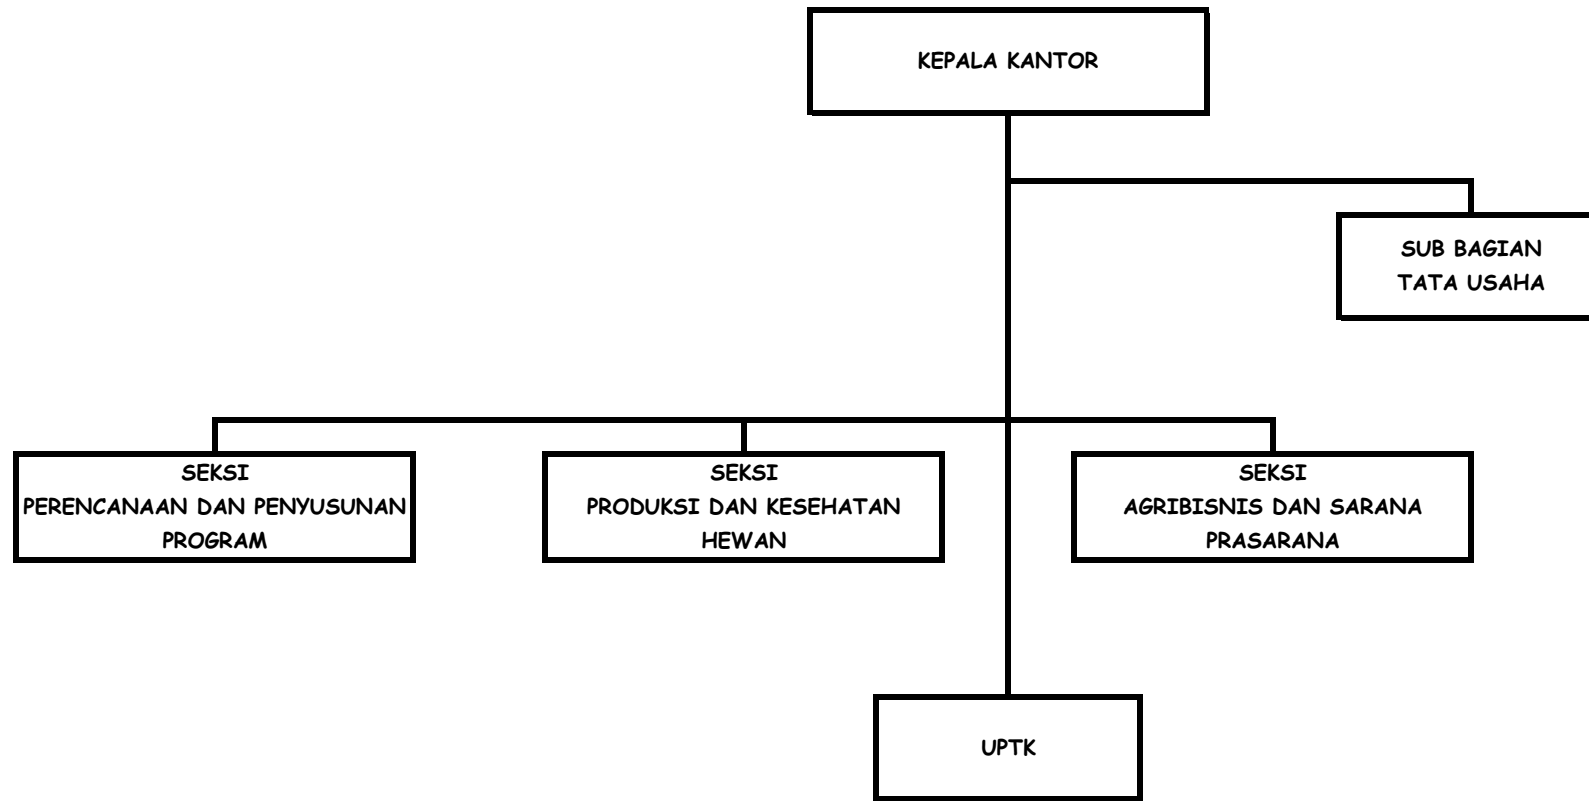 KEPALA KANTOR
SUB BAGIAN
TATA USAHA
SEKSI
PERENCANAAN DAN PENYUSUNAN
PROGRAM
SEKSI
PRODUKSI DAN KESEHATAN
HEWAN
SEKSI
AGRIBISNIS DAN SARANA
PRASARANA
UPTK